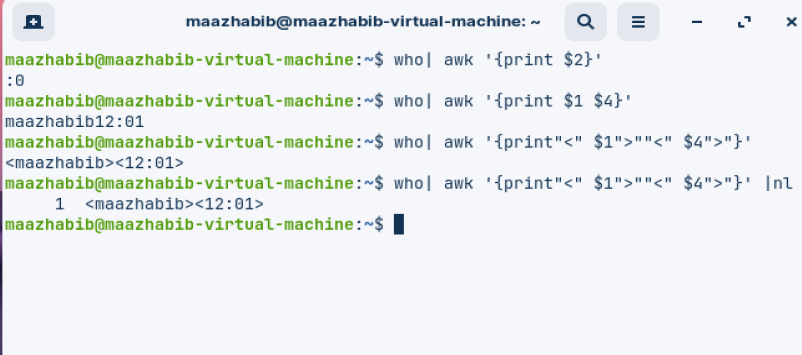 maazhabib@maazhabib-virtual-machine: ~
maazhabib@maazhabib-virtual-machine:~$ who| awk '{print $2}'
:0
maazhabib@maazhabib-virtual-machine:~$ who| awk '{print $1 $4}'
maazhabib12:01
maazhabib@maazhabib-virtual-machine:~$ who| awk '{print"<" $1">""<" $4">"}'
<maazhabib><12:01>
maazhabib@maazhabib-virtual-machine:~$ who| awk '{print"<" $1">""<" $4">"}' |nl
     1  <maazhabib><12:01>
maazhabib@maazhabib-virtual-machine:~$